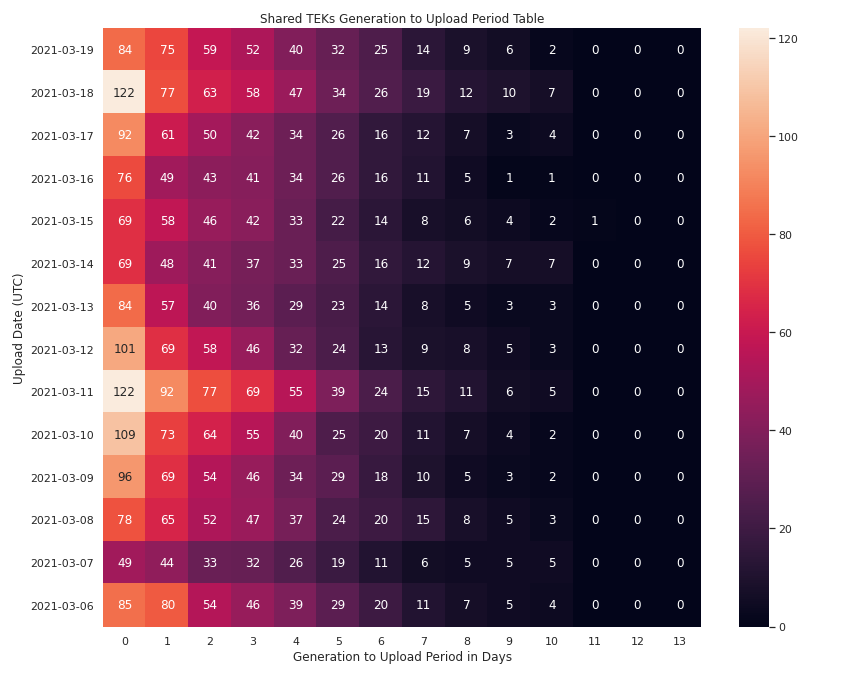 Shared TEKs Generation to Upload Period Table
Upload Date (UTC)
2021-03-19 84 75 59 52 40 32 25 14 9 6 2 0 0 0
2021-03-18 122 77 63 58 47 34 26 19 12 10 7 0 0 0
2021-03-17 92 61 50 42 34 26 16 12 7 3 4 0 0 0
2021-03-16 76 49 43 41 34 26 16 11 5 1 1 0 0 0
2021-03-15 69 58 46 42 33 22 14 8 6 4 2 1 0 0
2021-03-14 69 48 41 37 33 25 16 12 9 7 7 0 0 0
2021-03-13 84 57 40 36 29 23 14 8 5 3 3 0 0 0
2021-03-12 101 69 58 46 32 24 13 9 8 5 3 0 0 0
2021-03-11 122 92 77 69 55 39 24 15 11 6 5 0 0 0
2021-03-10 109 73 64 55 40 25 20 11 7 4 2 0 0 0
2021-03-09 96 69 54 46 34 29 18 10 5 3 2 0 0 0
2021-03-08 78 65 52 47 37 24 20 15 8 5 3 0 0 0
2021-03-07 49 44 33 32 26 19 11 6 5 5 5 0 0 0
2021-03-06 85 80 54 46 39 29 20 11 7 5 4 0 0 0
0 1 2 3 4 5 6 7 8 9 10 11 12 13
Generation to Upload Period in Days
120
100
80
60
40
20
0